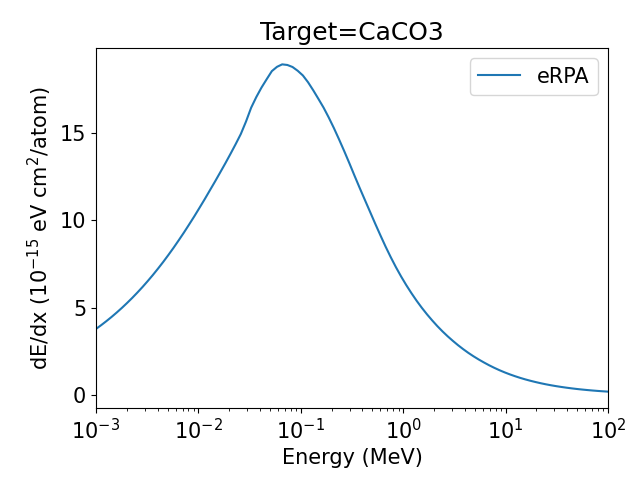 Target=CaCO3
eRPA
dE/dx (10⁻¹⁵ eV cm²/atom)
15
10
5
0
10⁻³ 10⁻² 10⁻¹ 10⁰ 10¹ 10²
Energy (MeV)